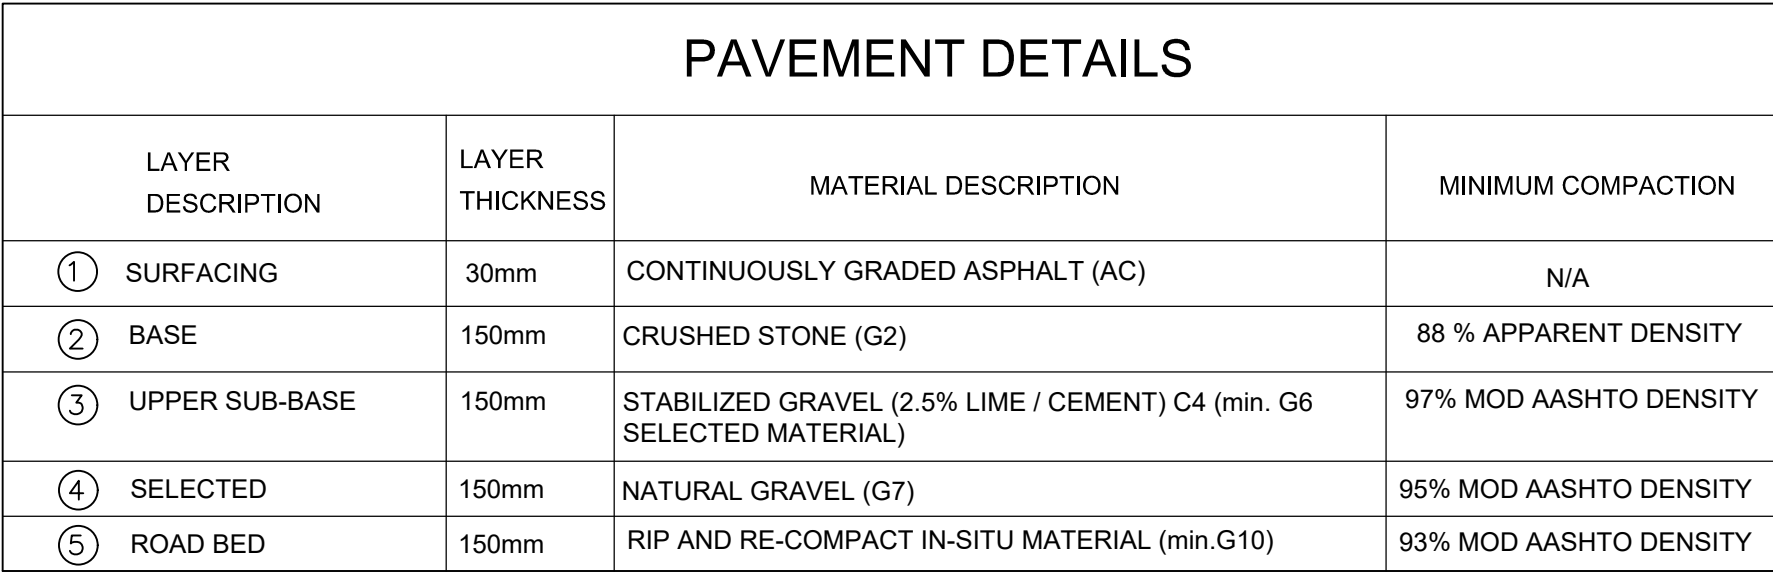 PAVEMENT DETAILS
LAYER
DESCRIPTION
LAYER
THICKNESS
MATERIAL DESCRIPTION
MINIMUM COMPACTION
1 SURFACING
30mm
CONTINUOUSLY GRADED ASPHALT (AC)
N/A
2 BASE
150mm
CRUSHED STONE (G2)
88 % APPARENT DENSITY
3 UPPER SUB-BASE
150mm
STABILIZED GRAVEL (2.5% LIME / CEMENT) C4 (min. G6
SELECTED MATERIAL)
97% MOD AASHTO DENSITY
4 SELECTED
150mm
NATURAL GRAVEL (G7)
95% MOD AASHTO DENSITY
5 ROAD BED
150mm
RIP AND RE-COMPACT IN-SITU MATERIAL (min.G10)
93% MOD AASHTO DENSITY